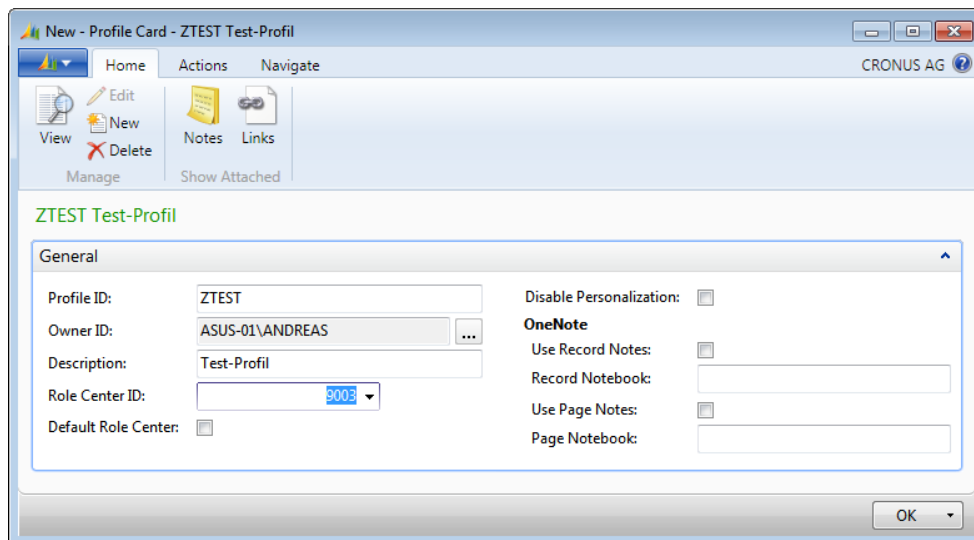 New - Profile Card - ZTEST Test-Profil
Home Actions Navigate
CRONUS AG
View
Edit
New
Delete
Manage
Notes Links
Show Attached
ZTEST Test-Profil
General
Profile ID: ZTEST
Owner ID: ASUS-01\ANDREAS ...
Description: Test-Profil
Role Center ID: 9003
Default Role Center:
Disable Personalization:
OneNote
Use Record Notes:
Record Notebook:
Use Page Notes:
Page Notebook:
OK